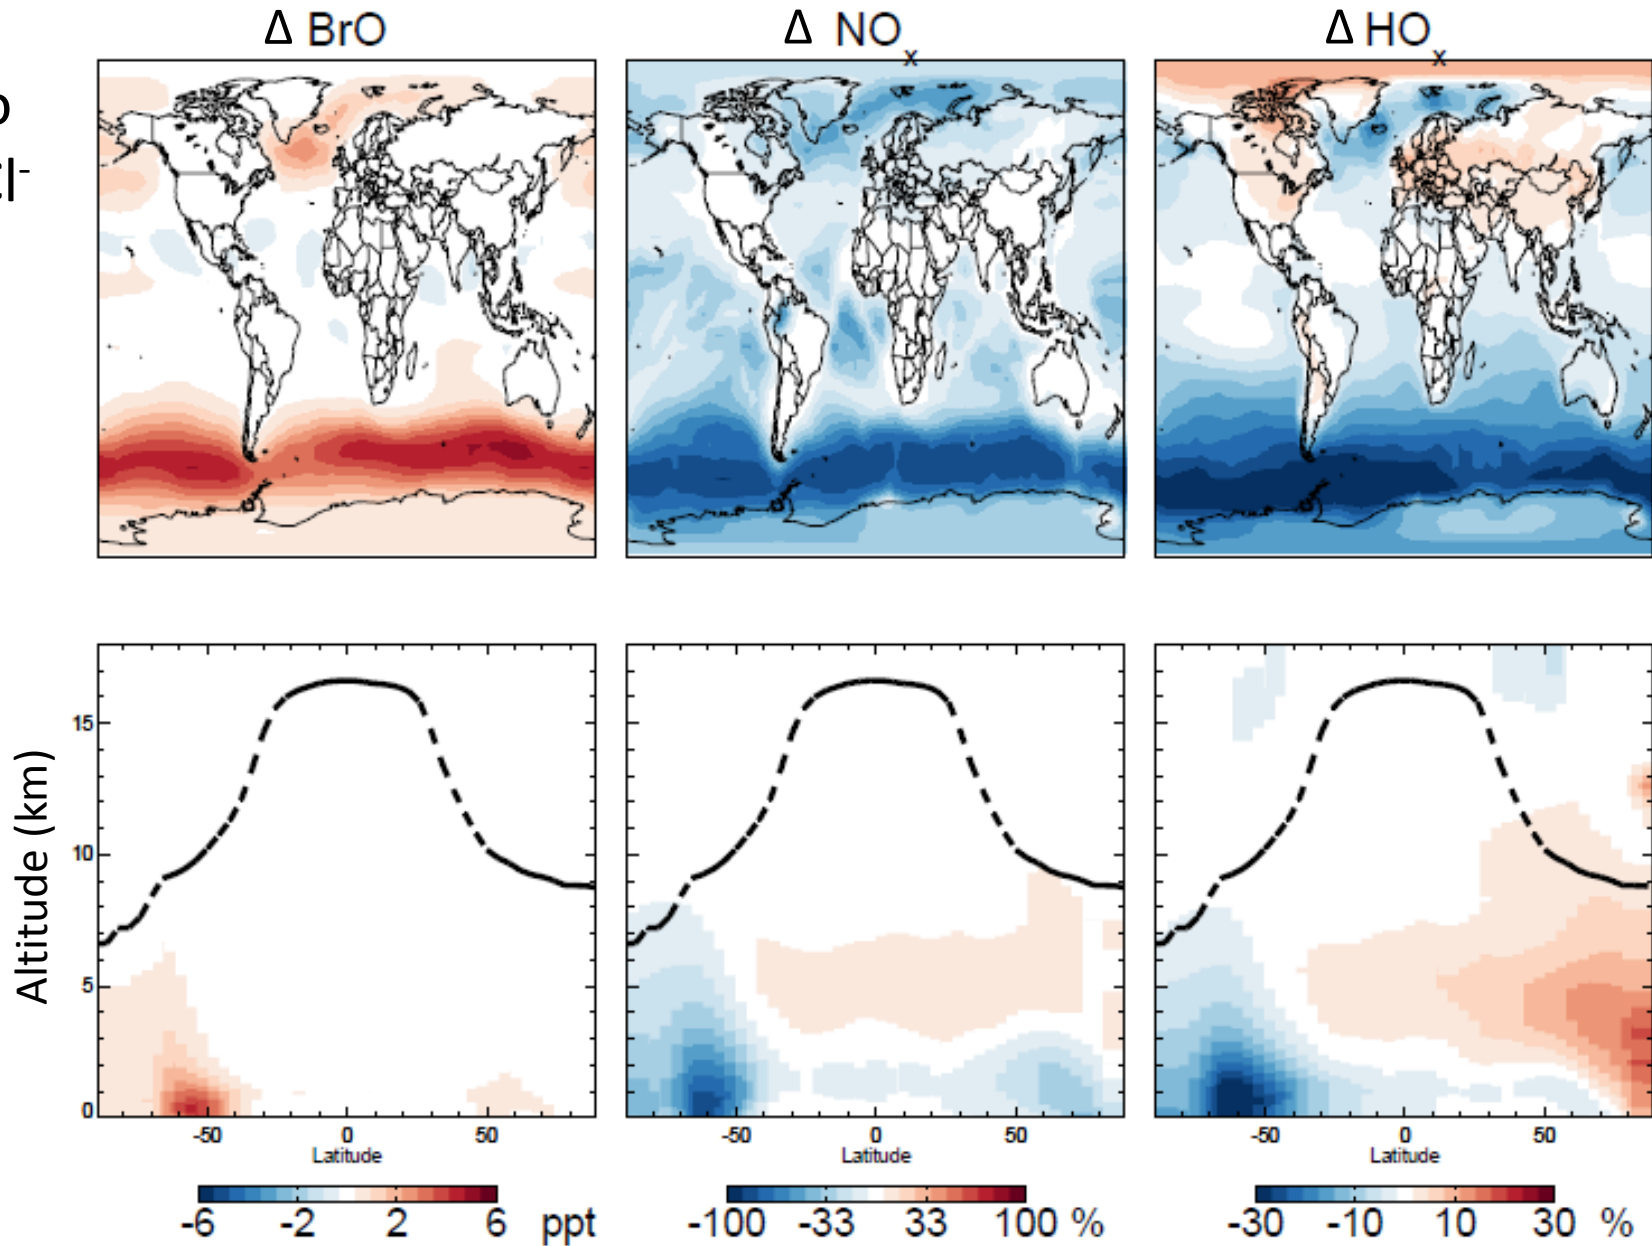 Δ BrO
Δ NOx
Δ HOx
Altitude (km)
15
10
5
0
-50 0 50
Latitude
-50 0 50
Latitude
-50 0 50
Latitude
-6 -2 2 6 ppt
-100 -33 33 100 %
-30 -10 10 30 %